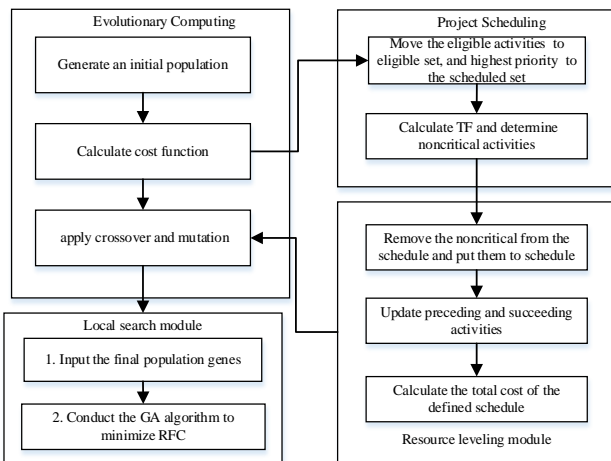 Evolutionary Computing
Generate an initial population
Calculate cost function
apply crossover and mutation
Local search module
1. Input the final population genes
2. Conduct the GA algorithm to
minimize RFC
Project Scheduling
Move the eligible activities to
eligible set, and highest priority to
the scheduled set
Calculate TF and determine
noncritical activities
Remove the noncritical from the
schedule and put them to schedule
Update preceding and succeeding
activities
Calculate the total cost of the
defined schedule
Resource leveling module